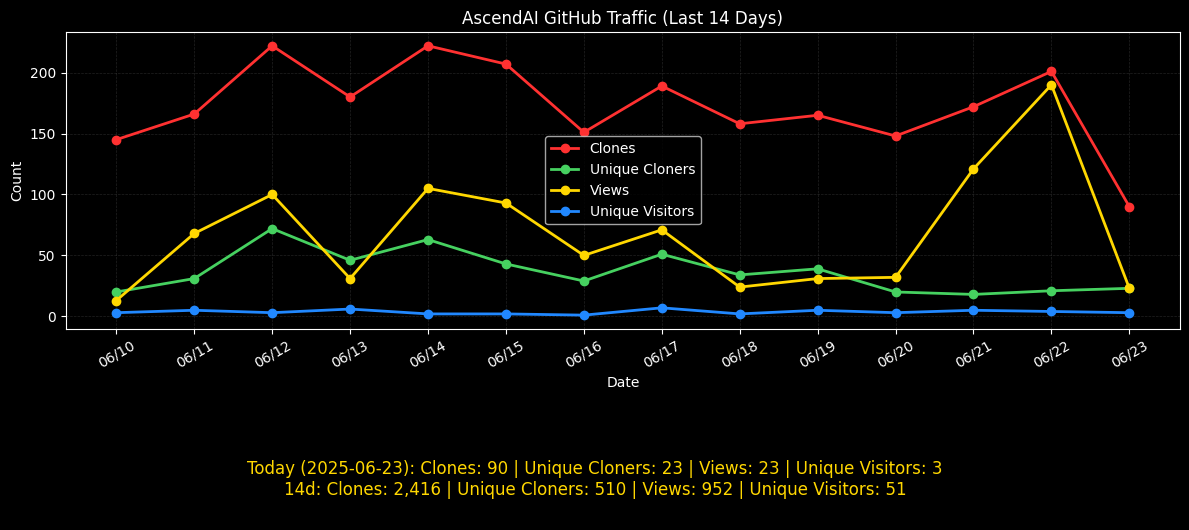 AscendAI GitHub Traffic (Last 14 Days)
Count
200
150
100
50
0
Clones
Unique Cloners
Views
Unique Visitors
06/10 06/11 06/12 06/13 06/14 06/15 06/16 06/17 06/18 06/19 06/20 06/21 06/22 06/23
Date
Today (2025-06-23): Clones: 90 | Unique Cloners: 23 | Views: 23 | Unique Visitors: 3
14d: Clones: 2,416 | Unique Cloners: 510 | Views: 952 | Unique Visitors: 51